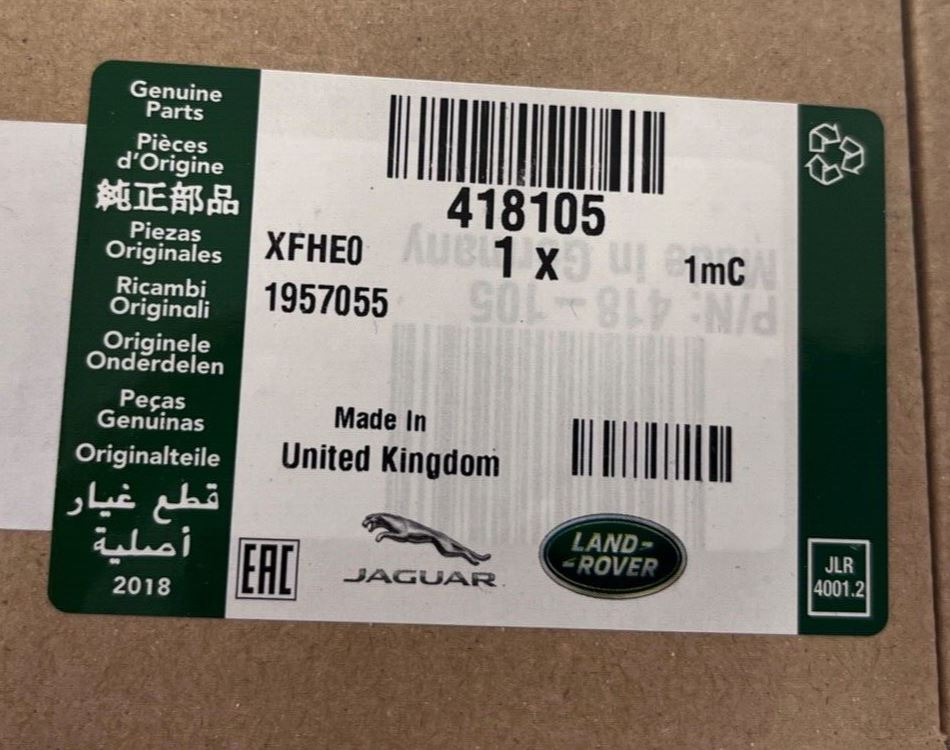 Genuine
Parts
Pièces
d'Origine
純正部品
Piezas
Originales
Ricambi
Originali
Originele
Onderdelen
Peças
Genuínas
Originalteile
قطع غيار
أصلية
2018
418105
XFHE0
1 X
1mC
1957055
Made in Germany
P/N: 418-105
Made In
United Kingdom
EAC
JAGUAR
LAND-
-ROVER
JLR
4001.2